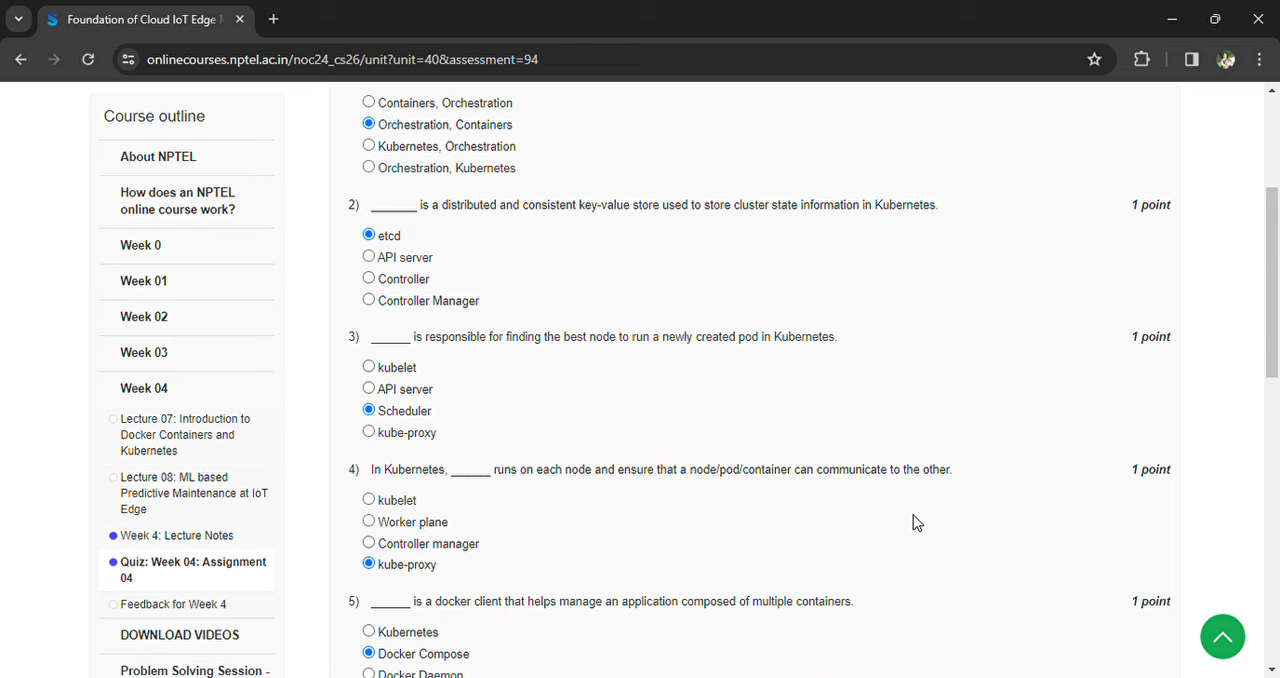 Foundation of Cloud IoT Edge
onlinecourses.nptel.ac.in/noc24_cs26/unit?unit=40&assessment=94
Course outline
About NPTEL
How does an NPTEL
online course work?
Week 0
Week 01
Week 02
Week 03
Week 04
Lecture 07: Introduction to
Docker Containers and
Kubernetes
Lecture 08: ML based
Predictive Maintenance at IoT
Edge
Week 4: Lecture Notes
Quiz: Week 04: Assignment
04
Feedback for Week 4
DOWNLOAD VIDEOS
Problem Solving Session -
Containers, Orchestration
Orchestration, Containers
Kubernetes, Orchestration
Orchestration, Kubernetes
2) _______ is a distributed and consistent key-value store used to store cluster state information in Kubernetes. 1 point
etcd
API server
Controller
Controller Manager
3) ______ is responsible for finding the best node to run a newly created pod in Kubernetes. 1 point
kubelet
API server
Scheduler
kube-proxy
4) In Kubernetes, ______ runs on each node and ensure that a node/pod/container can communicate to the other. 1 point
kubelet
Worker plane
Controller manager
kube-proxy
5) ______ is a docker client that helps manage an application composed of multiple containers. 1 point
Kubernetes
Docker Compose
Docker Daemon